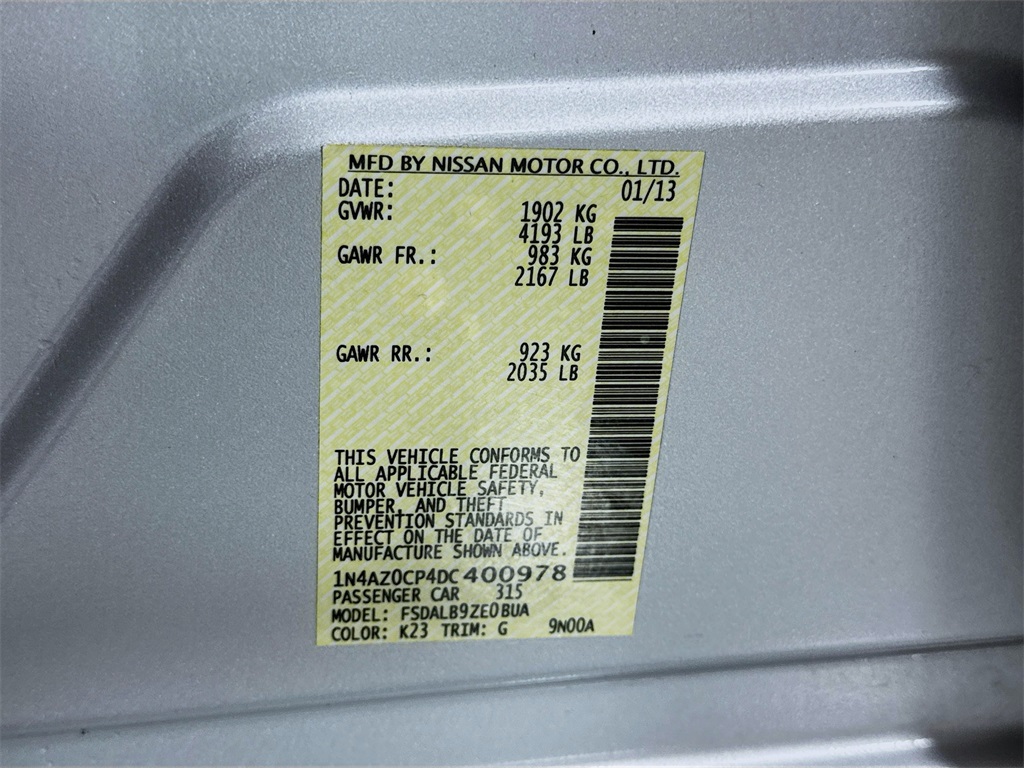 MFD BY NISSAN MOTOR CO., LTD.
DATE: 01/13
GVWR: 1902 KG
4193 LB
GAWR FR.: 983 KG
2167 LB
GAWR RR.: 923 KG
2035 LB
THIS VEHICLE CONFORMS TO
ALL APPLICABLE FEDERAL
MOTOR VEHICLE SAFETY,
BUMPER, AND THEFT
PREVENTION STANDARDS IN
EFFECT ON THE DATE OF
MANUFACTURE SHOWN ABOVE.
1N4AZ0CP4DC400978
PASSENGER CAR 315
MODEL: FSDALB9ZE0BUA
COLOR: K23 TRIM: G 9N00A